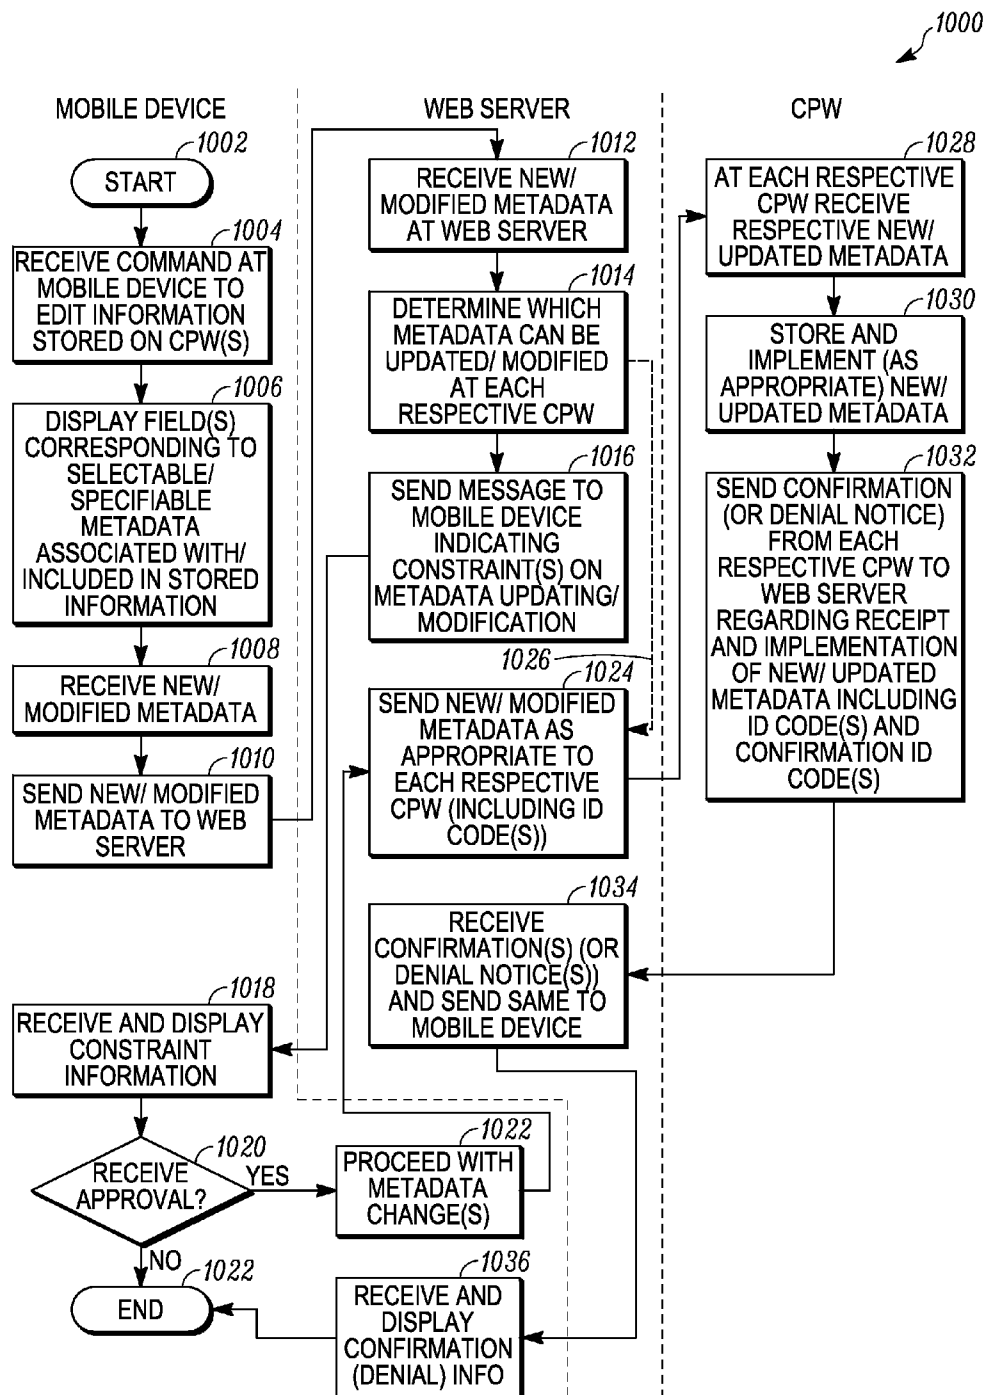 1000
MOBILE DEVICE
WEB SERVER
CPW
1002
START
1004
RECEIVE COMMAND AT
MOBILE DEVICE TO
EDIT INFORMATION
STORED ON CPW(S)
1006
DISPLAY FIELD(S)
CORRESPONDING TO
SELECTABLE/
SPECIFIABLE
METADATA
ASSOCIATED WITH/
INCLUDED IN STORED
INFORMATION
1008
RECEIVE NEW/
MODIFIED METADATA
1010
SEND NEW/ MODIFIED
METADATA TO WEB
SERVER
1012
RECEIVE NEW/
MODIFIED METADATA
AT WEB SERVER
1014
DETERMINE WHICH
METADATA CAN BE
UPDATED/ MODIFIED
AT EACH
RESPECTIVE CPW
1016
SEND MESSAGE TO
MOBILE DEVICE
INDICATING
CONSTRAINT(S) ON
METADATA UPDATING/
MODIFICATION
1026
1024
SEND NEW/ MODIFIED
METADATA AS
APPROPRIATE TO
EACH RESPECTIVE
CPW (INCLUDING ID
CODE(S))
1028
AT EACH RESPECTIVE
CPW RECEIVE
RESPECTIVE NEW/
UPDATED METADATA
1030
STORE AND
IMPLEMENT (AS
APPROPRIATE) NEW/
UPDATED METADATA
1032
SEND CONFIRMATION
(OR DENIAL NOTICE)
FROM EACH
RESPECTIVE CPW TO
WEB SERVER
REGARDING RECEIPT
AND IMPLEMENTATION
OF NEW/ UPDATED
METADATA INCLUDING
ID CODE(S) AND
CONFIRMATION ID
CODE(S)
1034
RECEIVE
CONFIRMATION(S) (OR
DENIAL NOTICE(S))
AND SEND SAME TO
MOBILE DEVICE
1018
RECEIVE AND DISPLAY
CONSTRAINT
INFORMATION
1020
RECEIVE
APPROVAL?
YES
NO
1022
PROCEED WITH
METADATA
CHANGE(S)
1022
END
1036
RECEIVE AND
DISPLAY
CONFIRMATION
(DENIAL) INFO